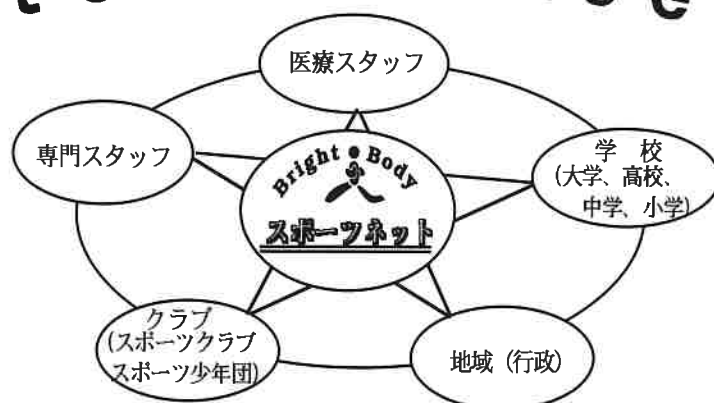 医療スタッフ
専門スタッフ
Bright Body
スポーツネット
学 校
(大学、高校、
中学、小学)
クラブ
(スポーツクラブ
スポーツ少年団)
地域 (行政)